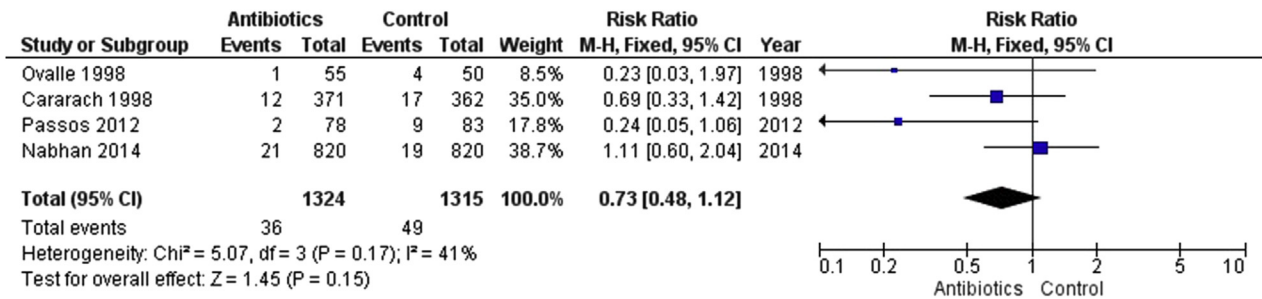 Antibiotics Control Risk Ratio Risk Ratio
Study or Subgroup Events Total Events Total Weight M-H, Fixed, 95% CI Year M-H, Fixed, 95% CI
Ovalle 1998 1 55 4 50 8.5% 0.23 [0.03, 1.97] 1998
Cararach 1998 12 371 17 362 35.0% 0.69 [0.33, 1.42] 1998
Passos 2012 2 78 9 83 17.8% 0.24 [0.05, 1.06] 2012
Nabhan 2014 21 820 19 820 38.7% 1.11 [0.60, 2.04] 2014
Total (95% CI) 1324 1315 100.0% 0.73 [0.48, 1.12]
Total events 36 49
Heterogeneity: Chi² = 5.07, df = 3 (P = 0.17); I² = 41%
Test for overall effect: Z = 1.45 (P = 0.15)
0.1 0.2 0.5 1 2 5 10
Antibiotics Control